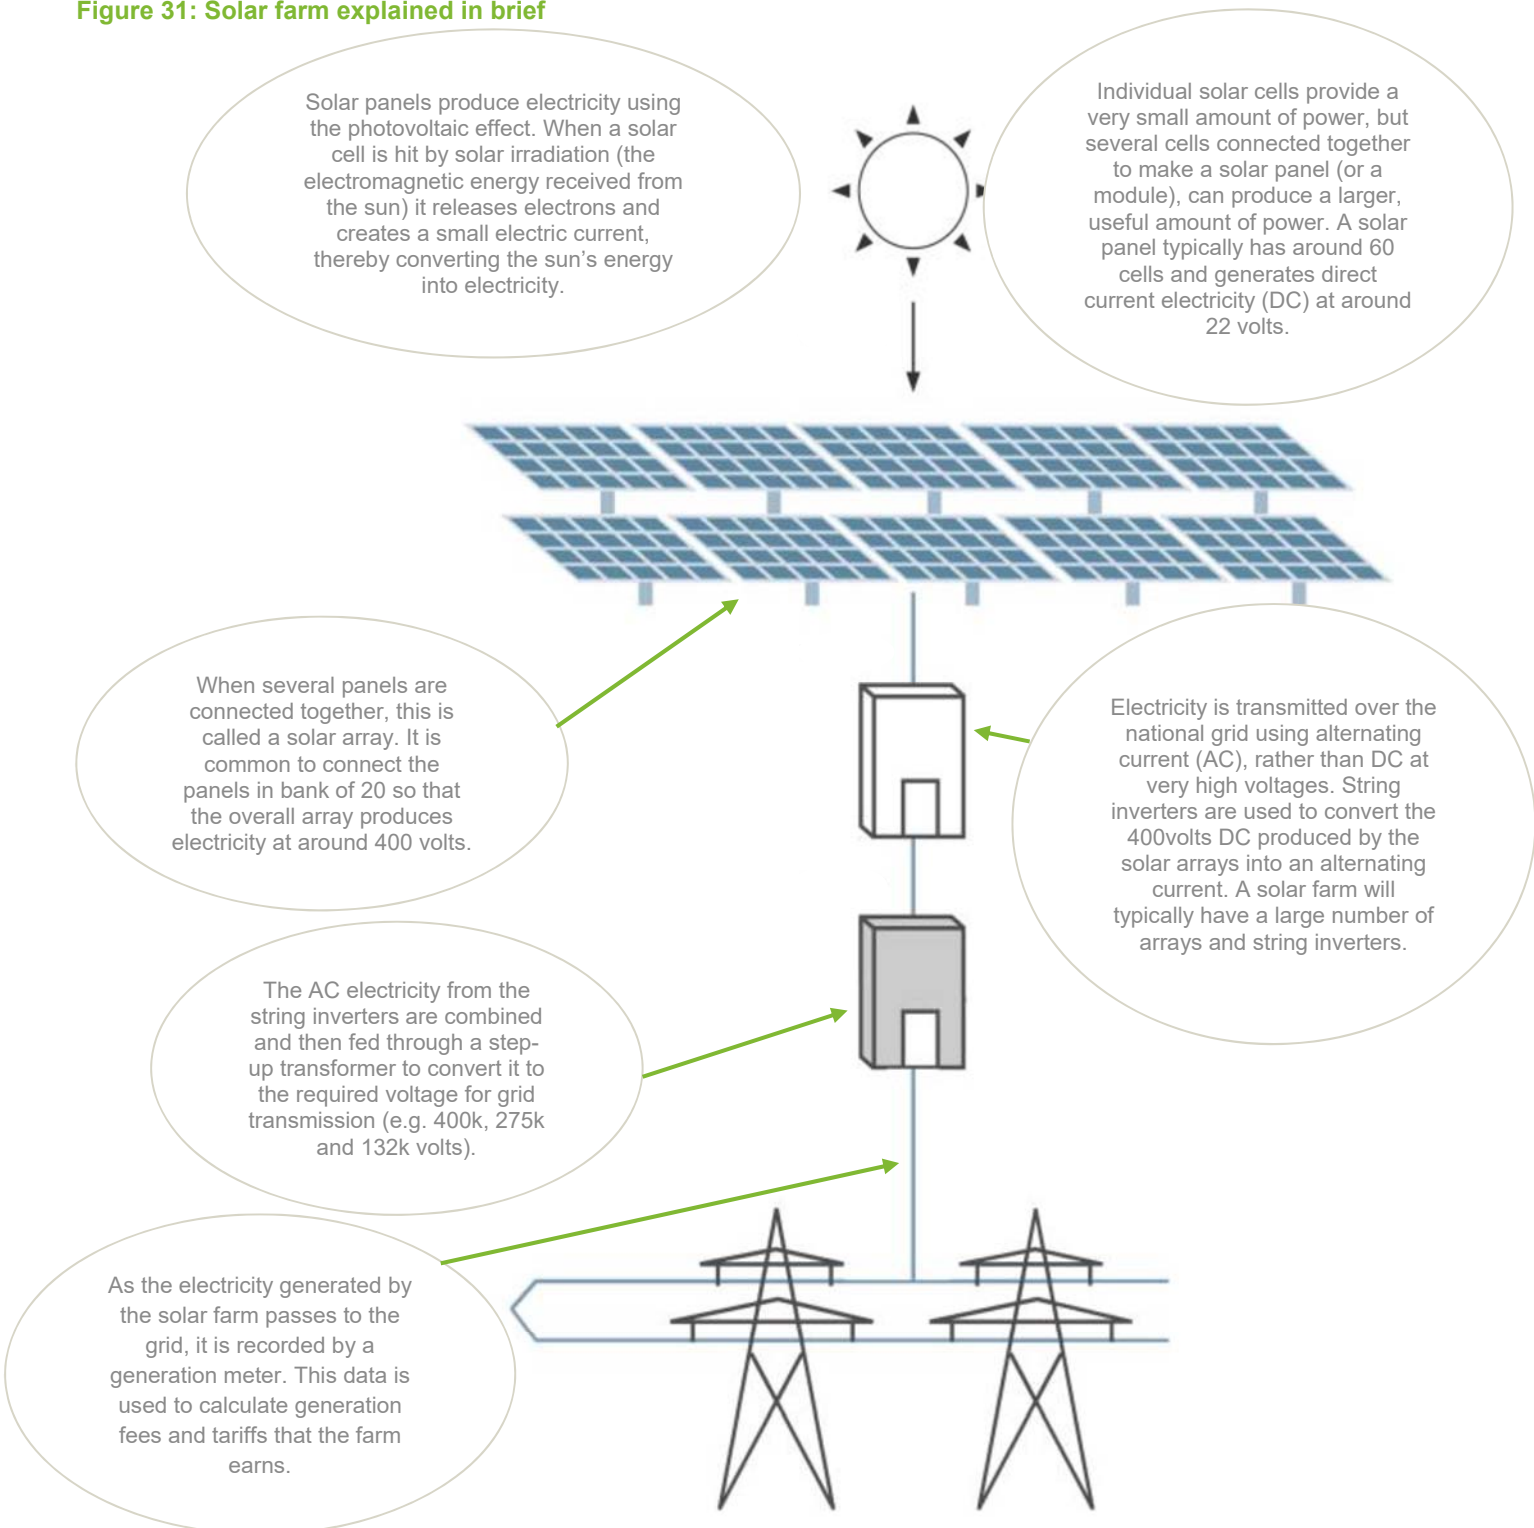 Figure 31: Solar farm explained in brief
Solar panels produce electricity using
the photovoltaic effect. When a solar
cell is hit by solar irradiation (the
electromagnetic energy received from
the sun) it releases electrons and
creates a small electric current,
thereby converting the sun’s energy
into electricity.
Individual solar cells provide a
very small amount of power, but
several cells connected together
to make a solar panel (or a
module), can produce a larger,
useful amount of power. A solar
panel typically has around 60
cells and generates direct
current electricity (DC) at around
22 volts.
When several panels are
connected together, this is
called a solar array. It is
common to connect the
panels in bank of 20 so that
the overall array produces
electricity at around 400 volts.
Electricity is transmitted over the
national grid using alternating
current (AC), rather than DC at
very high voltages. String
inverters are used to convert the
400volts DC produced by the
solar arrays into an alternating
current. A solar farm will
typically have a large number of
arrays and string inverters.
The AC electricity from the
string inverters are combined
and then fed through a step-
up transformer to convert it to
the required voltage for grid
transmission (e.g. 400k, 275k
and 132k volts).
As the electricity generated by
the solar farm passes to the
grid, it is recorded by a
generation meter. This data is
used to calculate generation
fees and tariffs that the farm
earns.